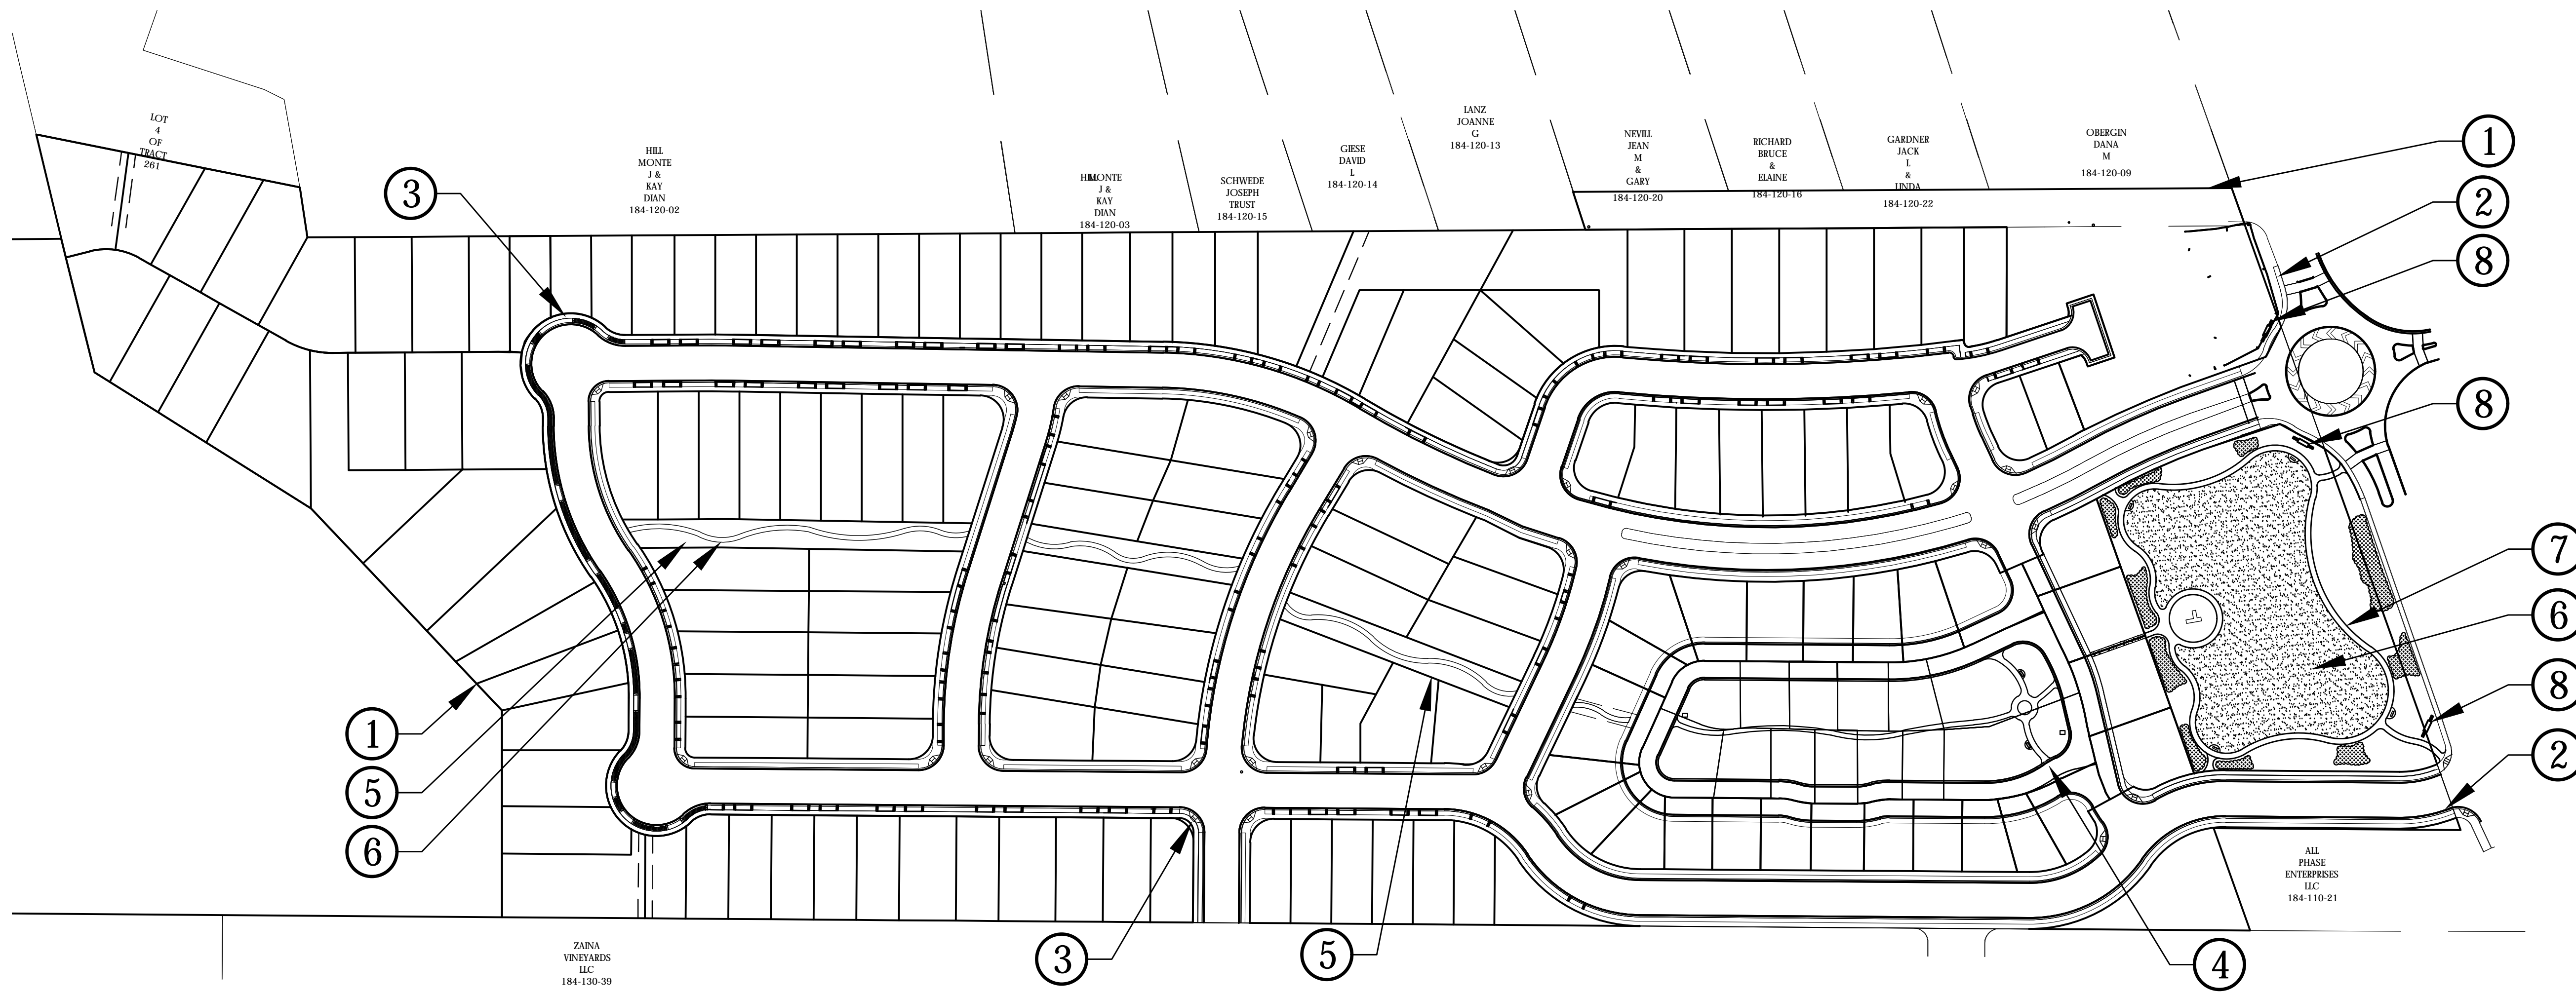 LOT
4
OF
TRACT
261
HILL
MONTE
J &
KAY
DIAN
184-120-02
MONTE
J &
KAY
DIAN
184-120-03
SCHWEDE
JOSEPH
TRUST
184-120-15
GIESE
DAVID
L
184-120-14
LANZ
JOANNE
G
184-120-13
NEVILL
JEAN
M
&
GARY
184-120-20
RICHARD
BRUCE
&
ELAINE
184-120-16
GARDNER
JACK
L
&
LINDA
184-120-22
OBERGIN
DANA
M
184-120-09
1
2
8
3
8
7
6
8
2
1
5
6
ALL
PHASE
ENTERPRISES
LLC
184-110-21
3
5
4
ZAINA
VINEYARDS
LLC
184-130-39